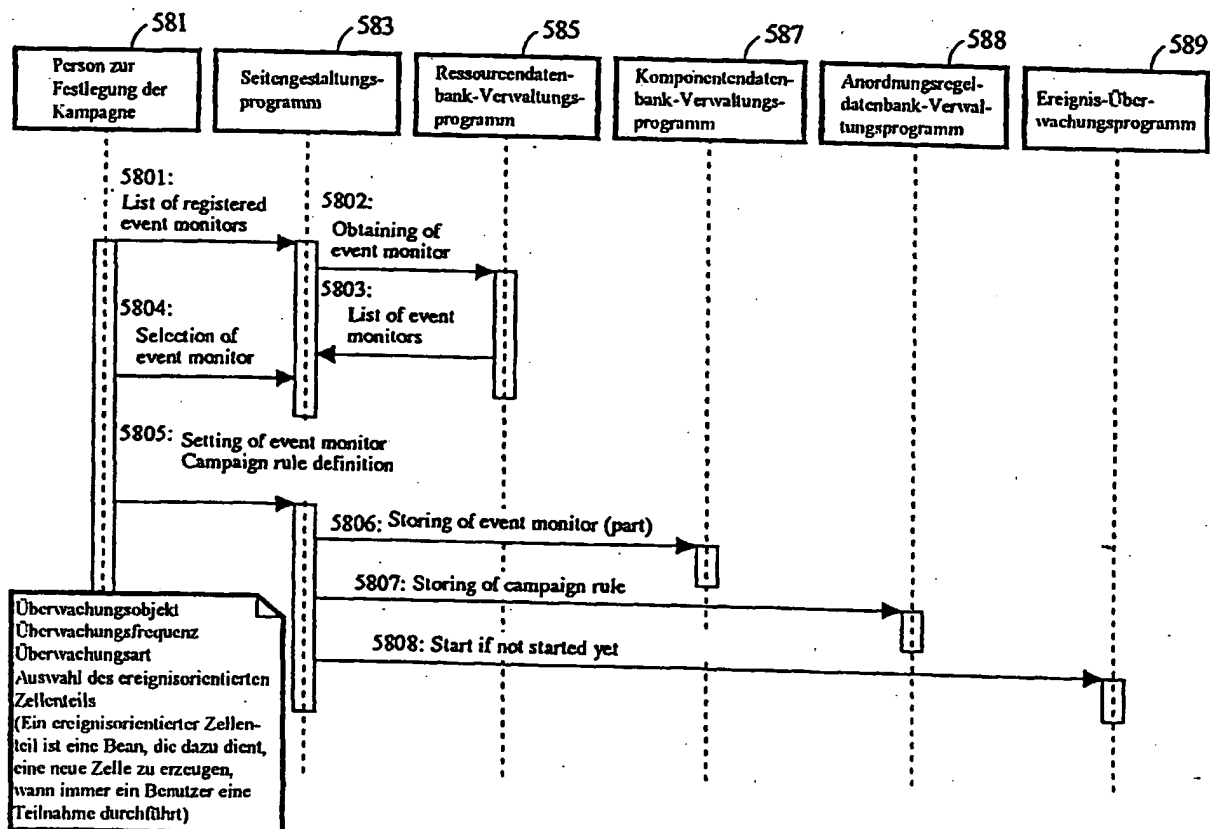 581
583
585
587
588
589
Person zur
Festlegung der
Kampagne
Seitengestaltungs-
programm
Ressourcendaten-
bank-Verwaltungs-
programm
Komponentendaten-
bank-Verwaltungs-
programm
Anordnungsregel-
datenbank-Verwal-
tungsprogramm
Ereignis-Über-
wachungsprogramm
5801:
List of registered
event monitors
5802:
Obtaining of
event monitor
5803:
List of event
monitors
5804:
Selection of
event monitor
5805: Setting of event monitor
Campaign rule definition
5806: Storing of event monitor (part)
5807: Storing of campaign rule
5808: Start if not started yet
Überwachungsobjekt
Überwachungsfrequenz
Überwachungsart
Auswahl des ereignisorientierten
Zellenteils
(Ein ereignisorientierter Zellen-
teil ist eine Bean, die dazu dient,
eine neue Zelle zu erzeugen,
wann immer ein Benutzer eine
Teilnahme durchführt)